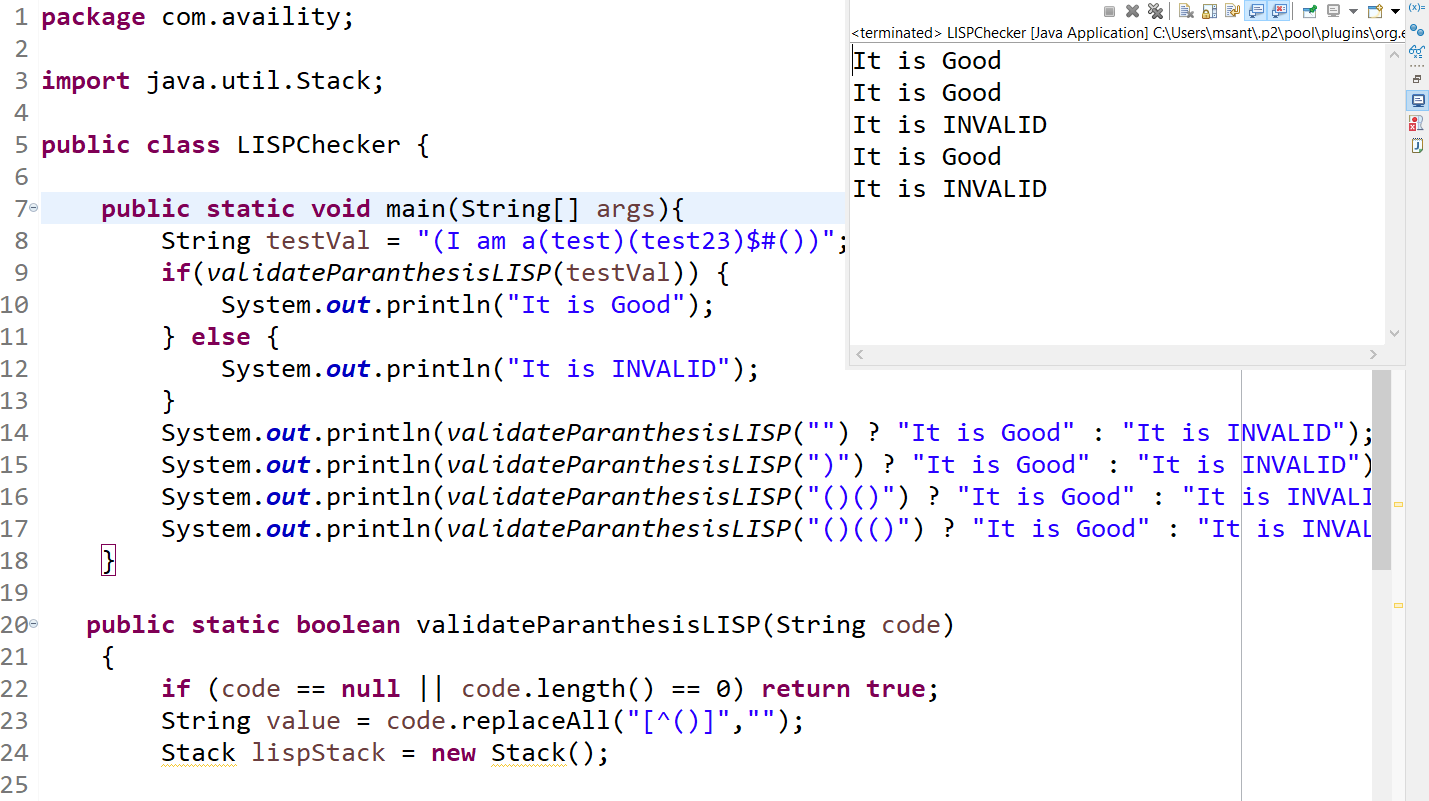 1 package com.availity;
2
3 import java.util.Stack;
4
5 public class LISPChecker {
6
7 public static void main(String[] args){
8 String testVal = "(I am a(test)(test23)$#())";
9 if(validateParanthesisLISP(testVal)) {
10 System.out.println("It is Good");
11 } else {
12 System.out.println("It is INVALID");
13 }
14 System.out.println(validateParanthesisLISP("") ? "It is Good" : "It is INVALID");
15 System.out.println(validateParanthesisLISP(")") ? "It is Good" : "It is INVALID")
16 System.out.println(validateParanthesisLISP("()()") ? "It is Good" : "It is INVALI
17 System.out.println(validateParanthesisLISP("()(()") ? "It is Good" : "It is INVAL
18 }
19
20 public static boolean validateParanthesisLISP(String code)
21 {
22 if (code == null || code.length() == 0) return true;
23 String value = code.replaceAll("[^()]","");
24 Stack lispStack = new Stack();
25
<terminated> LISPChecker [Java Application] C:\Users\msant\.p2\pool\plugins\org.e
It is Good
It is Good
It is INVALID
It is Good
It is INVALID
(x)=